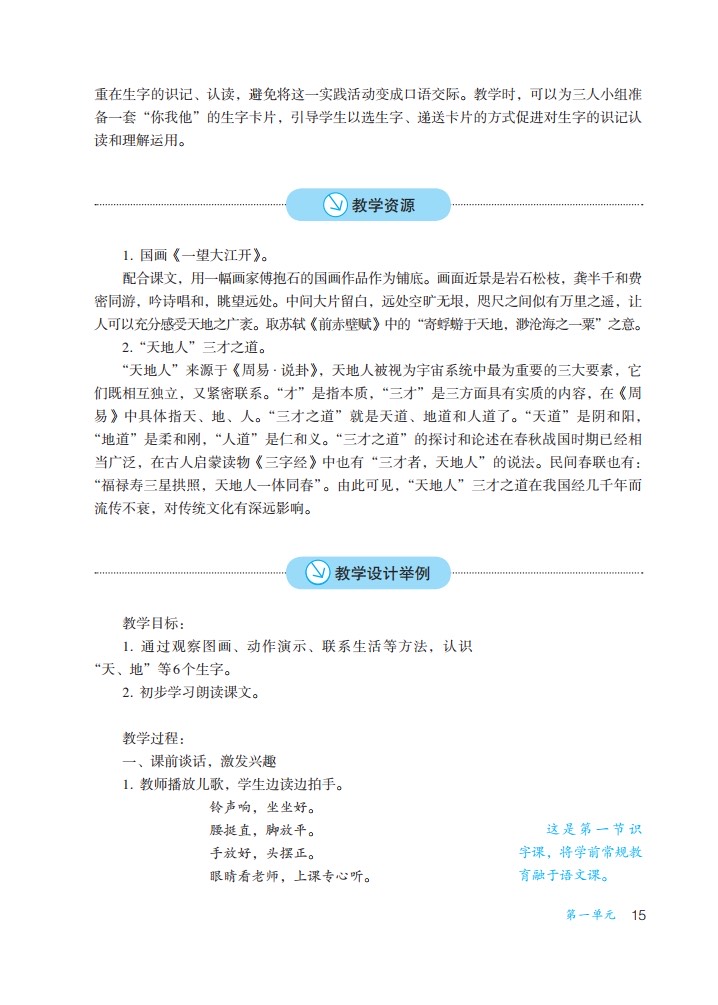 重在生字的识记、认读，避免将这一实践活动变成口语交际。教学时，可以为三人小组准
备一套“你我他”的生字卡片，引导学生以选生字、递送卡片的方式促进对生字的识记认
读和理解运用。
教学资源
1. 国画《一望大江开》。
配合课文，用一幅画家傅抱石的国画作品作为铺底。画面近景是岩石松枝，龚半千和费
密同游，吟诗唱和，眺望远处。中间大片留白，远处空旷无垠，咫尺之间似有万里之遥，让
人可以充分感受天地之广袤。取苏轼《前赤壁赋》中的“寄蜉蝣于天地，渺沧海之一粟”之意。
2. “天地人”三才之道。
“天地人”来源于《周易·说卦》，天地人被视为宇宙系统中最为重要的三大要素，它
们既相互独立，又紧密联系。“才”是指本质，“三才”是三方面具有实质的内容，在《周
易》中具体指天、地、人。“三才之道”就是天道、地道和人道了。“天道”是阴和阳，
“地道”是柔和刚，“人道”是仁和义。“三才之道”的探讨和论述在春秋战国时期已经相
当广泛，在古人启蒙读物《三字经》中也有“三才者，天地人”的说法。民间春联也有：
“福禄寿三星拱照，天地人一体同春”。由此可见，“天地人”三才之道在我国经几千年而
流传不衰，对传统文化有深远影响。
教学设计举例
教学目标：
1. 通过观察图画、动作演示、联系生活等方法，认识
“天、地”等6个生字。
2. 初步学习朗读课文。
教学过程：
一、课前谈话，激发兴趣
1. 教师播放儿歌，学生边读边拍手。
铃声响，坐坐好。
腰挺直，脚放平。
手放好，头摆正。
眼睛看老师，上课专心听。
这是第一节识
字课，将学前常规教
育融于语文课。
第一单元 15